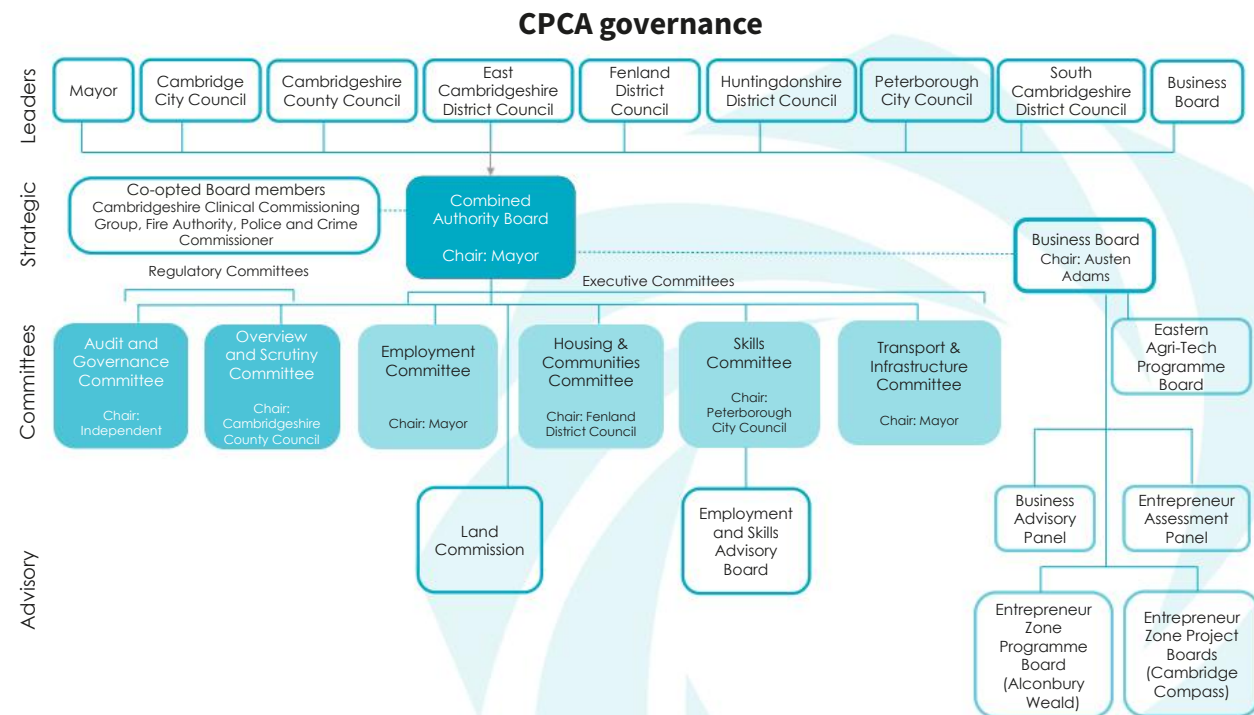 CPCA governance
Leaders
Mayor
Cambridge
City Council
Cambridgeshire
County Council
East
Cambridgeshire
District Council
Fenland
District
Council
Huntingdonshire
District Council
Peterborough
City Council
South
Cambridgeshire
District Council
Business
Board
Strategic
Co-opted Board members
Cambridgeshire Clinical Commissioning
Group, Fire Authority, Police and Crime
Commissioner
Combined
Authority Board
Chair: Mayor
Business Board
Chair: Austen
Adams
Regulatory Committees
Executive Committees
Committees
Audit and
Governance
Committee
Chair:
Independent
Overview
and Scrutiny
Committee
Chair:
Cambridgeshire
County Council
Employment
Committee
Chair: Mayor
Housing &
Communities
Committee
Chair: Fenland
District Council
Skills
Committee
Chair:
Peterborough
City Council
Transport &
Infrastructure
Committee
Chair: Mayor
Eastern
Agri-Tech
Programme
Board
Advisory
Land
Commission
Employment
and Skills
Advisory
Board
Business
Advisory
Panel
Entrepreneur
Assessment
Panel
Entrepreneur
Zone
Programme
Board
(Alconbury
Weald)
Entrepreneur
Zone Project
Boards
(Cambridge
Compass)